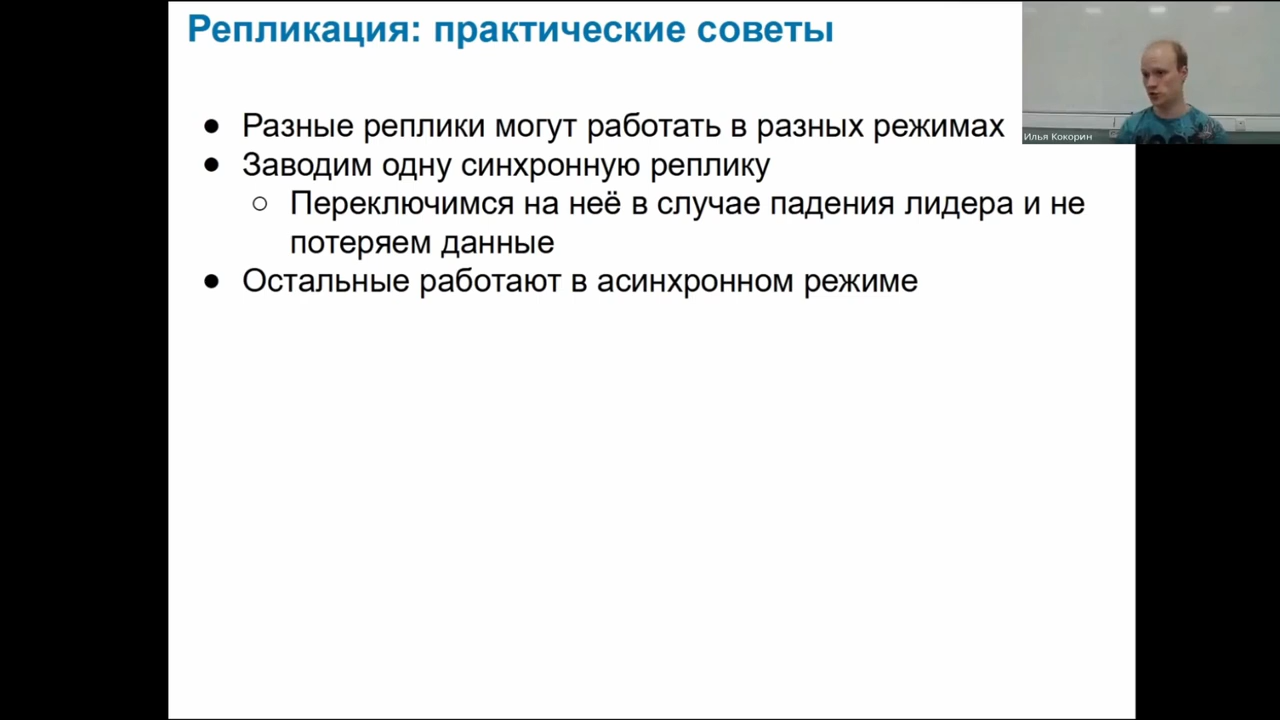 Репликация: практические советы
● Разные реплики могут работать в разных режимах
● Заводим одну синхронную реплику
○ Переключимся на неё в случае падения лидера и не
потеряем данные
● Остальные работают в асинхронном режиме
Илья Кокорин